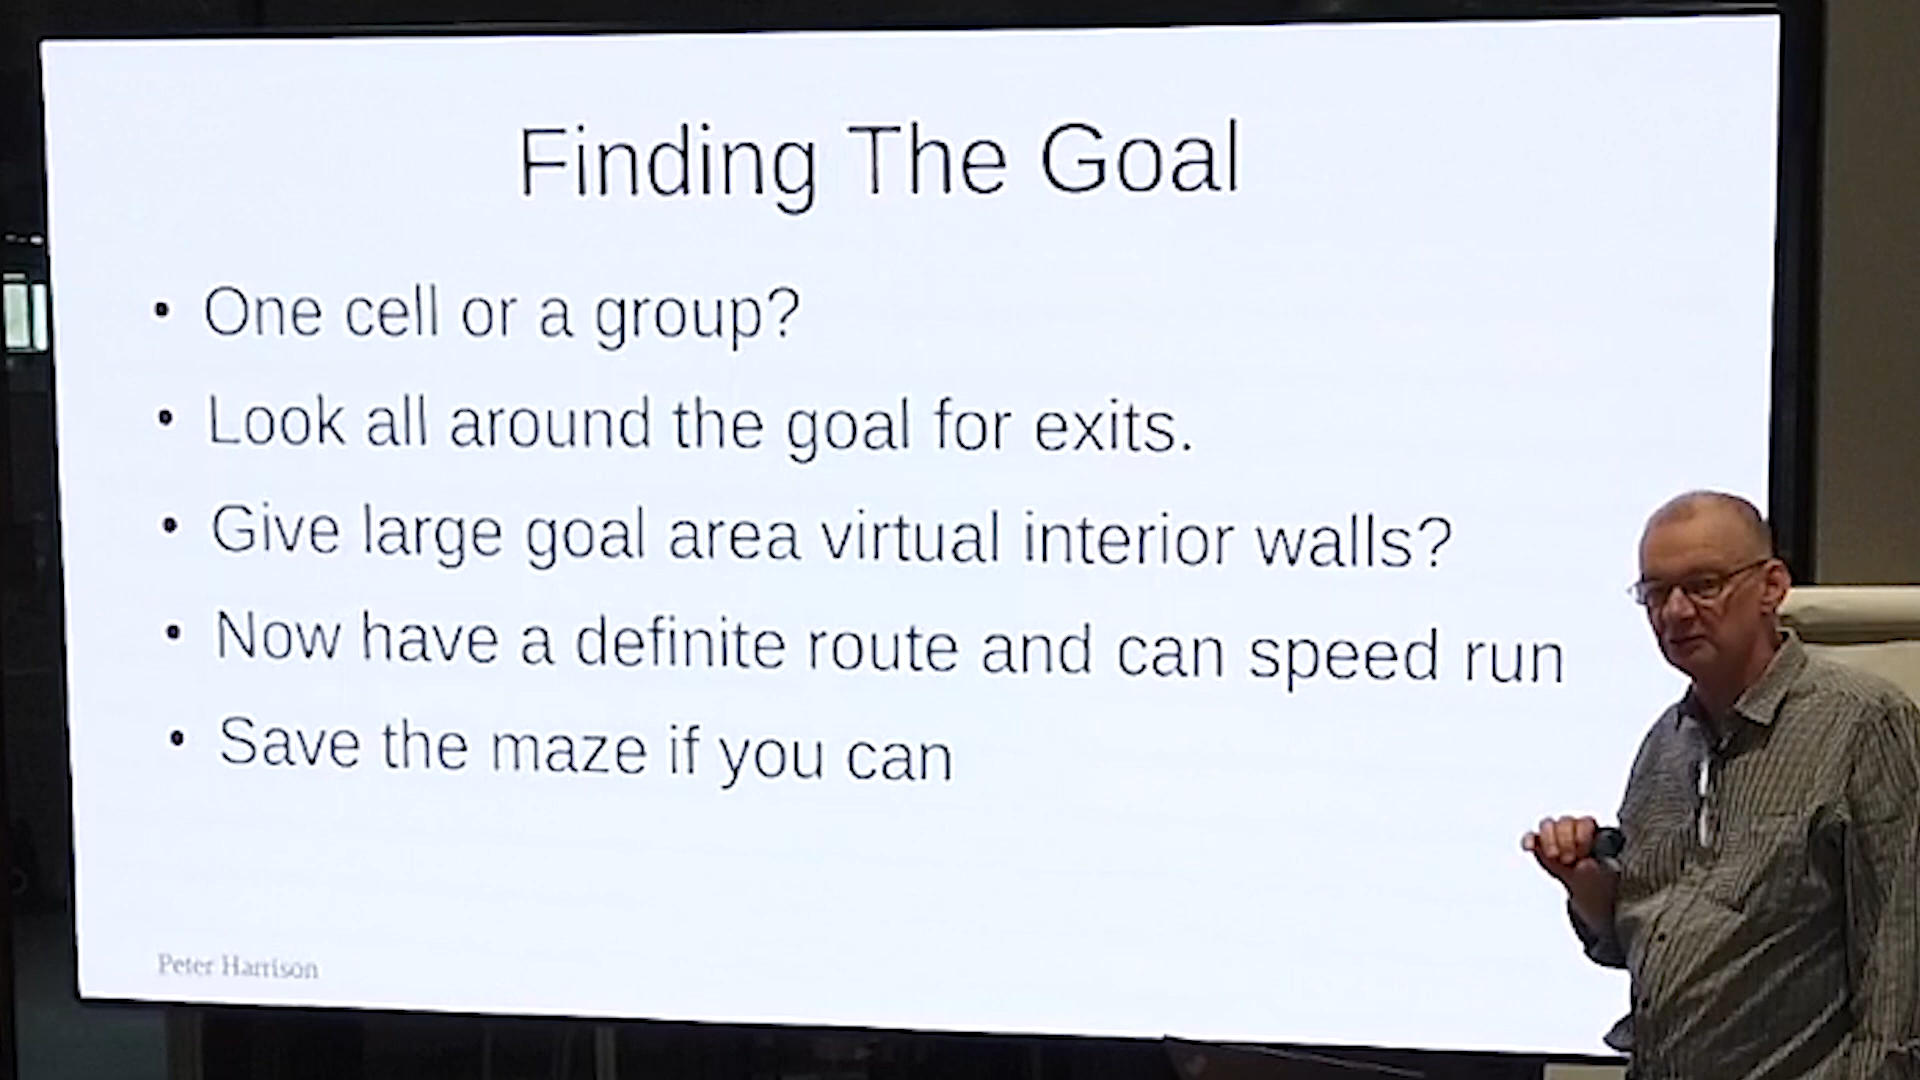 Finding The Goal
• One cell or a group?
• Look all around the goal for exits.
• Give large goal area virtual interior walls?
• Now have a definite route and can speed run
• Save the maze if you can
Peter Harrison